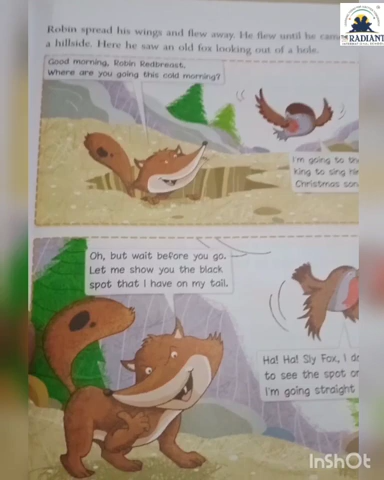 Robin spread his wings and flew away. He flew until he came
a hillside. Here he saw an old fox looking out of a hole.
Good morning, Robin Redbreast,
Where are you going this cold morning?
I'm going to
king to sing
Christmas
Oh, but wait before you go.
Let me show you the black
spot that I have on my tail.
Ha! Ha! Sly Fox, I
to see the spot
I'm going straight
RADIANT
InShOt